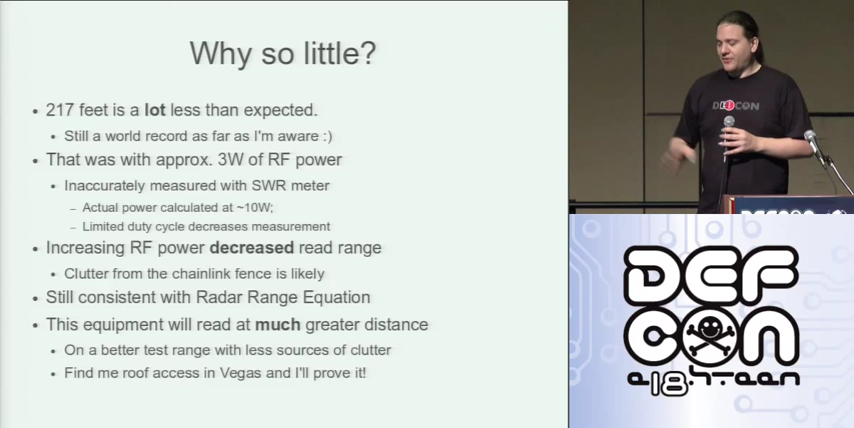 Why so little?
• 217 feet is a lot less than expected.
• Still a world record as far as I'm aware :)
• That was with approx. 3W of RF power
• Inaccurately measured with SWR meter
– Actual power calculated at ~10W;
– Limited duty cycle decreases measurement
• Increasing RF power decreased read range
• Clutter from the chainlink fence is likely
• Still consistent with Radar Range Equation
• This equipment will read at much greater distance
• On a better test range with less sources of clutter
• Find me roof access in Vegas and I'll prove it!
DEFCON
DEFCON
DEF
CON
e18h.teen